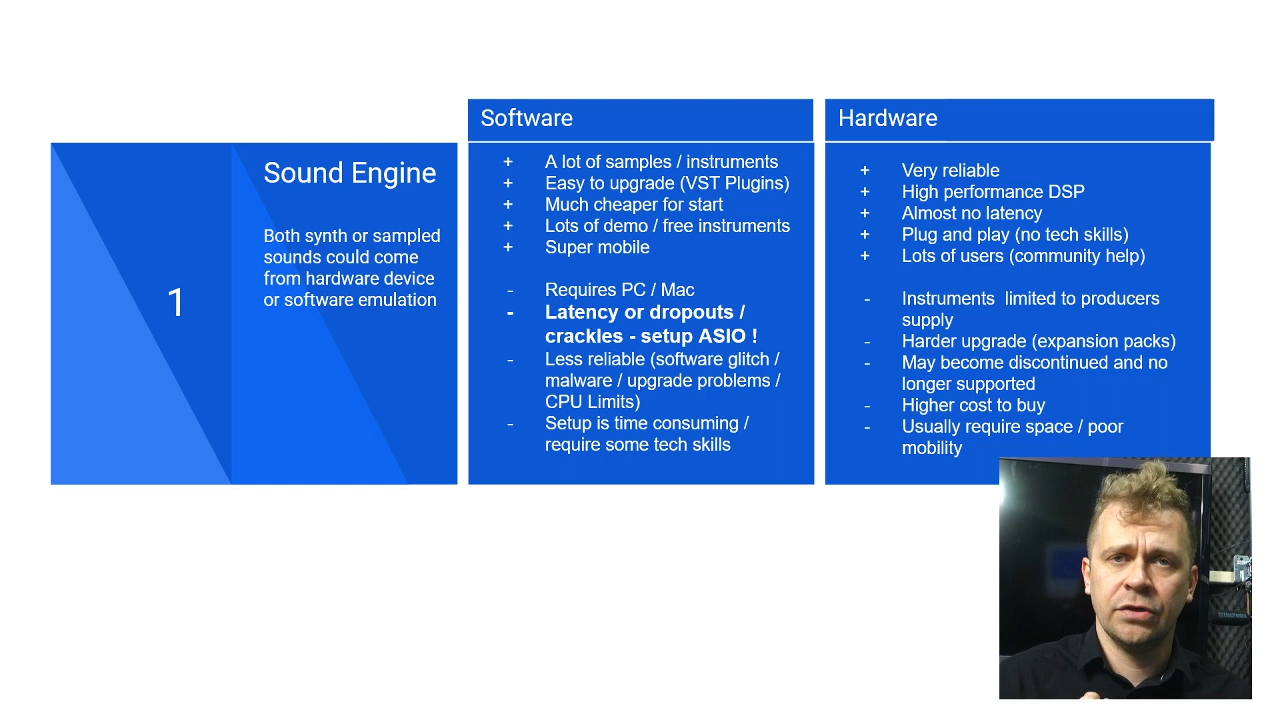 1
Sound Engine
Both synth or sampled
sounds could come
from hardware device
or software emulation
Software
+ A lot of samples / instruments
+ Easy to upgrade (VST Plugins)
+ Much cheaper for start
+ Lots of demo / free instruments
+ Super mobile
- Requires PC / Mac
- Latency or dropouts /
crackles - setup ASIO !
- Less reliable (software glitch /
malware / upgrade problems /
CPU Limits)
- Setup is time consuming /
require some tech skills
Hardware
+ Very reliable
+ High performance DSP
+ Almost no latency
+ Plug and play (no tech skills)
+ Lots of users (community help)
- Instruments  limited to producers
supply
- Harder upgrade (expansion packs)
- May become discontinued and no
longer supported
- Higher cost to buy
- Usually require space / poor
mobility